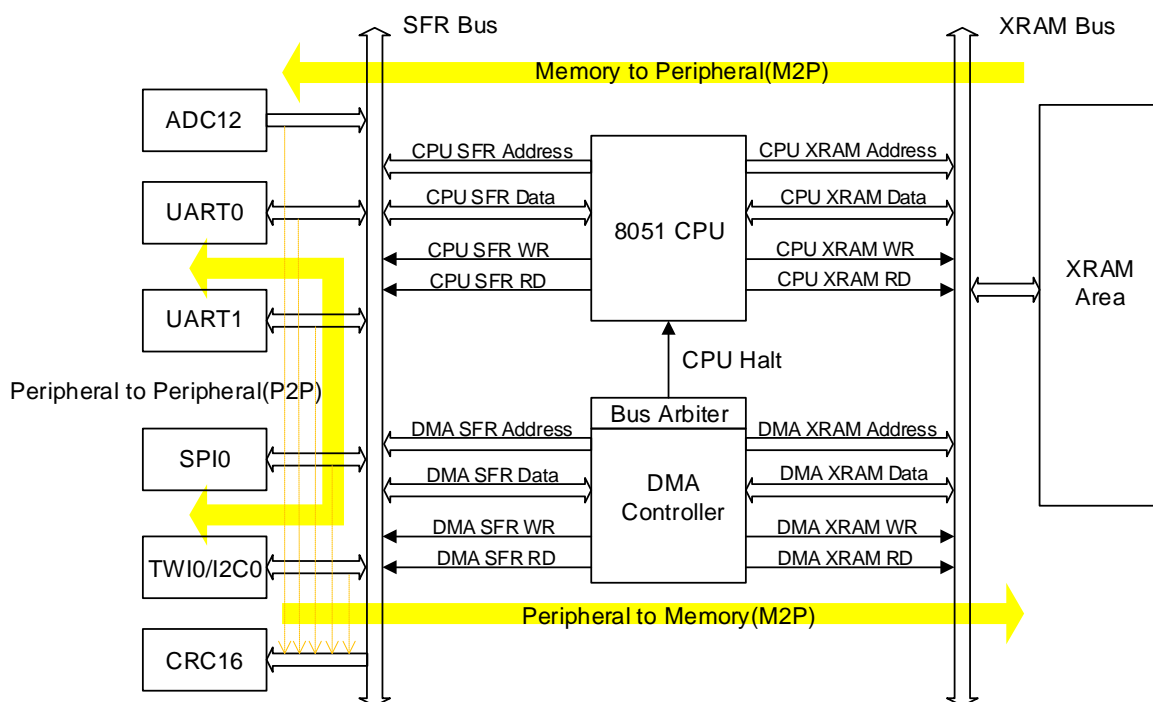 SFR Bus
XRAM Bus
Memory to Peripheral(M2P)
ADC12
CPU SFR Address
CPU XRAM Address
UART0
CPU SFR Data
8051 CPU
CPU XRAM Data
CPU SFR WR
CPU XRAM WR
CPU SFR RD
CPU XRAM RD
XRAM
Area
UART1
CPU Halt
Peripheral to Peripheral(P2P)
Bus Arbiter
DMA SFR Address
DMA XRAM Address
SPI0
DMA SFR Data
DMA
Controller
DMA XRAM Data
DMA SFR WR
DMA XRAM WR
TWI0/I2C0
DMA SFR RD
DMA XRAM RD
Peripheral to Memory(M2P)
CRC16